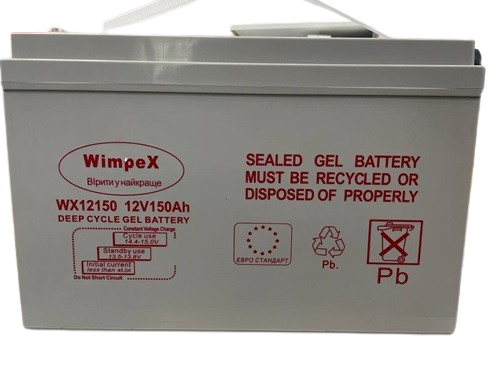 WimpeX
Вірити у найкраще
WX12150 12V150Ah
DEEP CYCLE GEL BATTERY
Constant Voltage Charge
Cycle use
14.4-15.0V
Standby use
13.5-13.8V
Initial current
less than 45.0A
Do Not Short Circuit
SEALED GEL BATTERY
MUST BE RECYCLED OR
DISPOSED OF PROPERLY
ЕВРО СТАНДАРТ
Pb.
Pb